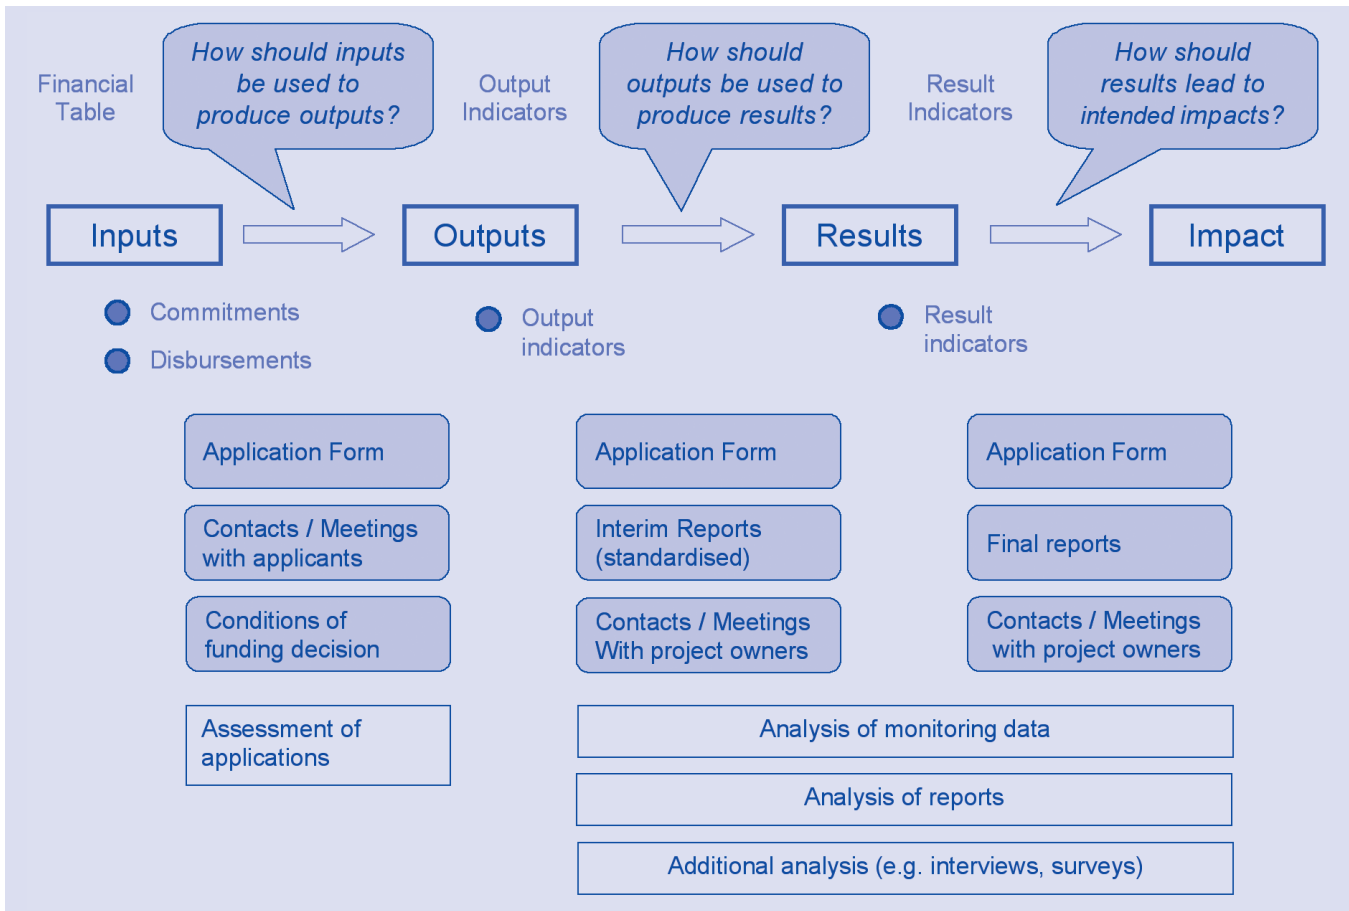 Financial
Table
How should inputs
be used to
produce outputs?
Output
Indicators
How should
outputs be used to
produce results?
Result
Indicators
How should
results lead to
intended impacts?
Inputs
Outputs
Results
Impact
Commitments
Disbursements
Output
indicators
Result
indicators
Application Form
Contacts / Meetings
with applicants
Conditions of
funding decision
Assessment of
applications
Application Form
Interim Reports
(standardised)
Contacts / Meetings
With project owners
Application Form
Final reports
Contacts / Meetings
with project owners
Analysis of monitoring data
Analysis of reports
Additional analysis (e.g. interviews, surveys)